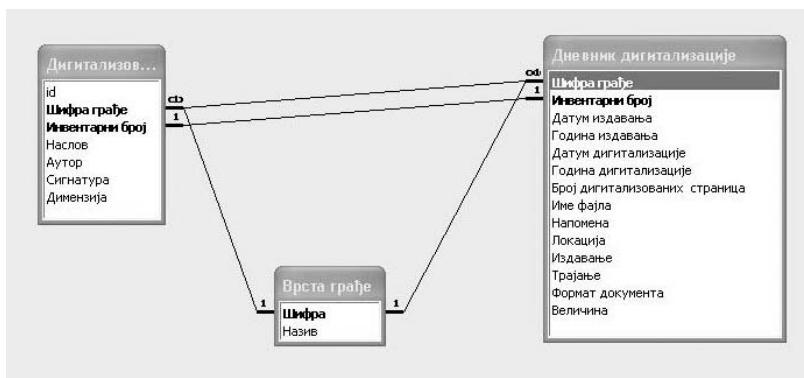 Дигитализов...
id
Шифра грађе
Инвентарни број
Наслов
Аутор
Сигнатура
Димензија
1
Врста грађе
Шифра
Назив
1
1
Дневник дигитализације
Шифра грађе
Инвентарни број
Датум издавања
Година издавања
Датум дигитализације
Година дигитализације
Број дигитализованих страница
Име фајла
Напомена
Локација
Издавање
Трајање
Формат документа
Величина
1